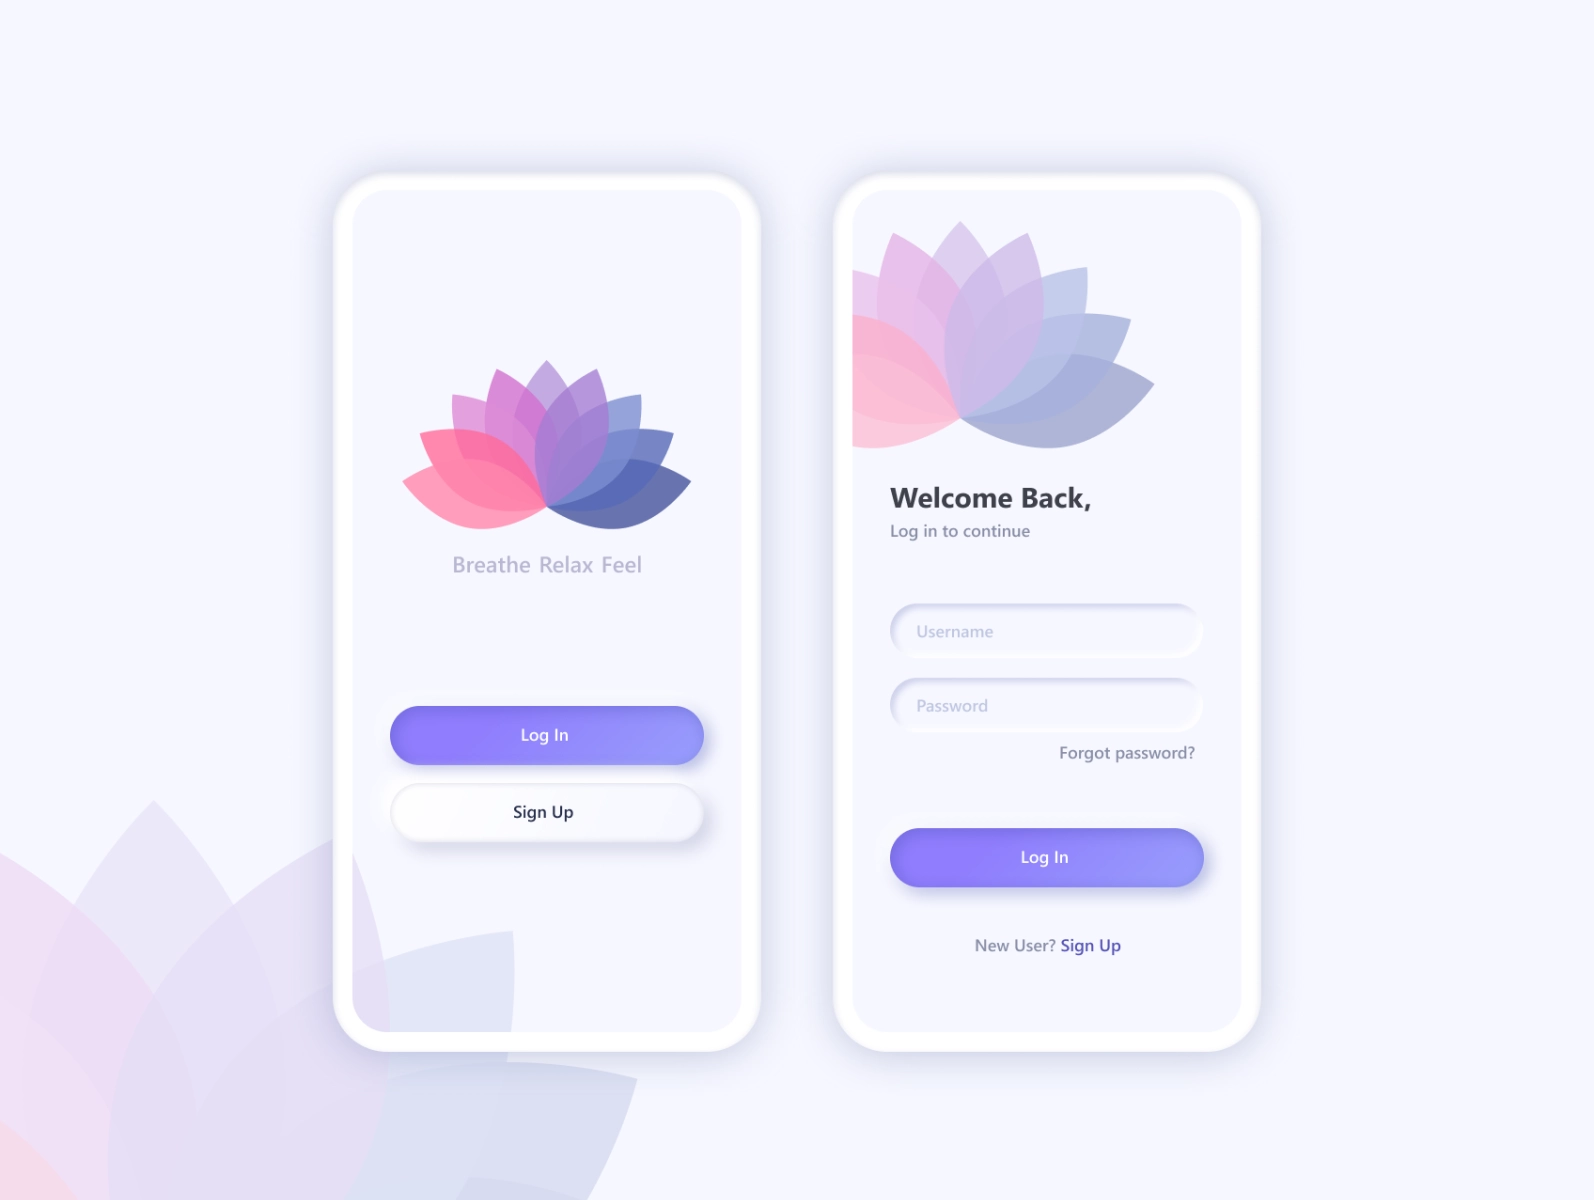 Breathe Relax Feel
Log In
Sign Up
Welcome Back,
Log in to continue
Username
Password
Forgot password?
Log In
New User? Sign Up